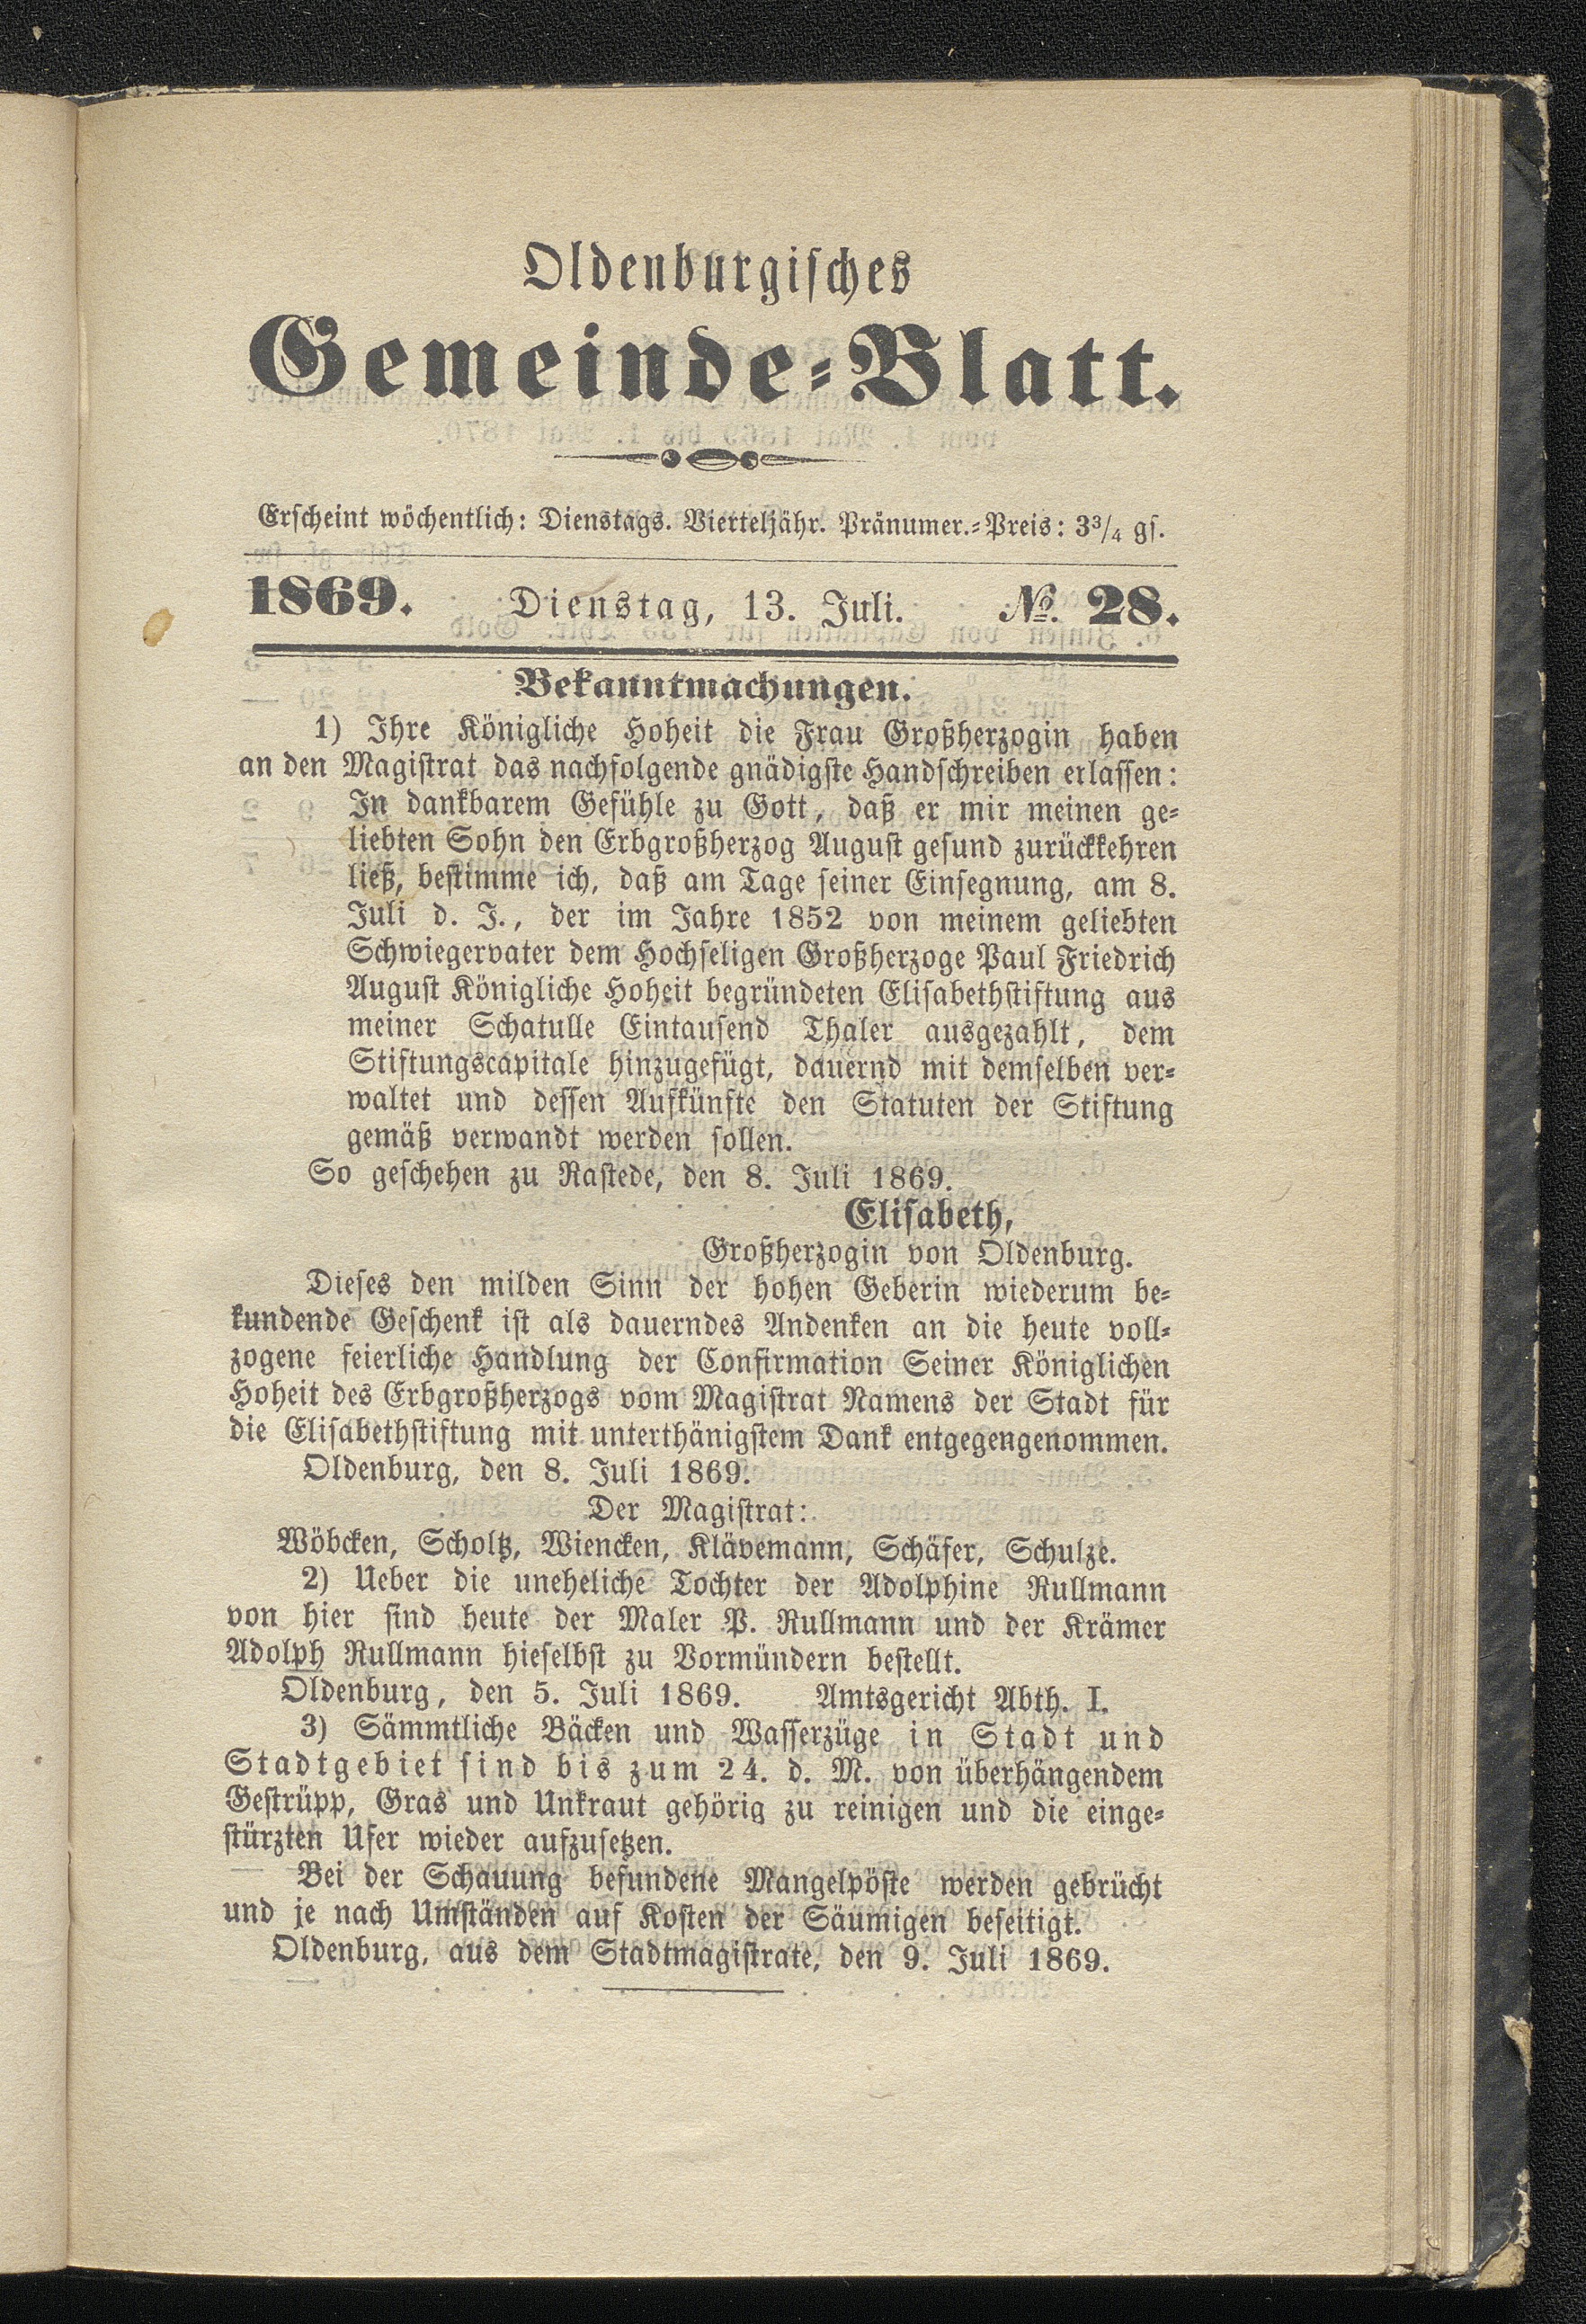 Oldenburgisches
Gemeinde-Blatt.
Erscheint wöchentlich: Dienstags. Vierteljähr. Pränumer.-Preis: 3 3/4 gs.
1869. Dienstag, 13. Juli. No. 28.
Bekanntmachungen.
1) Ihre Königliche Hoheit die Frau Großherzogin haben
an den Magistrat das nachfolgende gnädigste Handschreiben erlassen:
In dankbarem Gefühle zu Gott, daß er mir meinen ge-
liebten Sohn den Erbgroßherzog August gesund zurückkehren
ließ, bestimme ich, daß am Tage seiner Einsegnung, am 8.
Juli d. J., der im Jahre 1852 von meinem geliebten
Schwiegervater dem Hochseligen Großherzoge Paul Friedrich
August Königliche Hoheit begründeten Elisabethstiftung aus
meiner Schatulle Eintausend Thaler ausgezahlt, dem
Stiftungscapitale hinzugefügt, dauernd mit demselben ver-
waltet und dessen Aufkünfte den Statuten der Stiftung
gemäß verwandt werden sollen.
So geschehen zu Rastede, den 8. Juli 1869.
Elisabeth,
Großherzogin von Oldenburg.
Dieses den milden Sinn der hohen Geberin wiederum be-
kundende Geschenk ist als dauerndes Andenken an die heute voll-
zogene feierliche Handlung der Confirmation Seiner Königlichen
Hoheit des Erbgroßherzogs vom Magistrat Namens der Stadt für
die Elisabethstiftung mit unterthänigstem Dank entgegengenommen.
Oldenburg, den 8. Juli 1869.
Der Magistrat:
Wöbcken, Scholtz, Wiencken, Klävemann, Schäfer, Schulze.
2) Ueber die uneheliche Tochter der Adolphine Rullmann
von hier sind heute der Maler P. Rullmann und der Krämer
Adolph Rullmann hieselbst zu Vormündern bestellt.
Oldenburg, den 5. Juli 1869. Amtsgericht Abth. I.
3) Sämmtliche Bäcken und Wasserzüge in Stadt und
Stadtgebiet sind bis zum 24. d. M. von überhängendem
Gestrüpp, Gras und Unkraut gehörig zu reinigen und die einge-
stürzten Ufer wieder aufzusetzen.
Bei der Schauung befundene Mangelpöste werden gebrücht
und je nach Umständen auf Kosten der Säumigen beseitigt.
Oldenburg, aus dem Stadtmagistrate, den 9. Juli 1869.